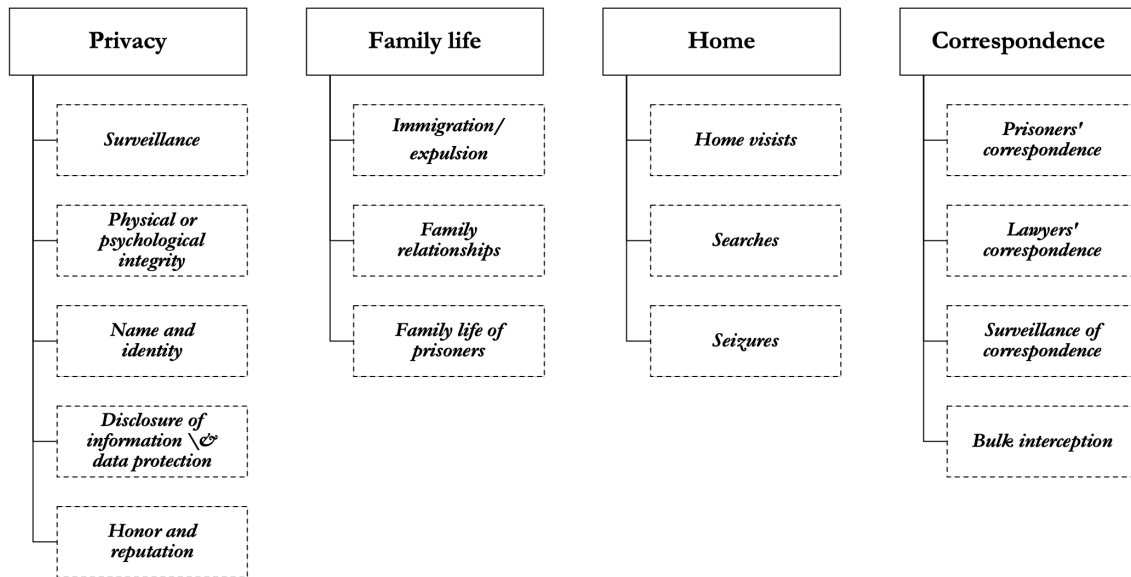 Privacy
Surveillance
Physical or
psychological
integrity
Name and
identity
Disclosure of
information \&
data protection
Honor and
reputation
Family life
Immigration/
expulsion
Family
relationships
Family life of
prisoners
Home
Home visists
Searches
Seizures
Correspondence
Prisoners'
correspondence
Lawyers'
correspondence
Surveillance of
correspondence
Bulk interception